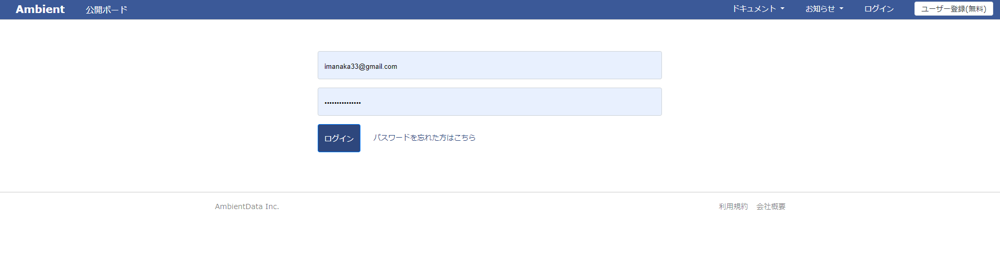 Ambient 公開ボード ドキュメント お知らせ ログイン ユーザー登録(無料)
imanaka33@gmail.com
•••••••••••••••
ログイン パスワードを忘れた方はこちら
AmbientData Inc. 利用規約 会社概要